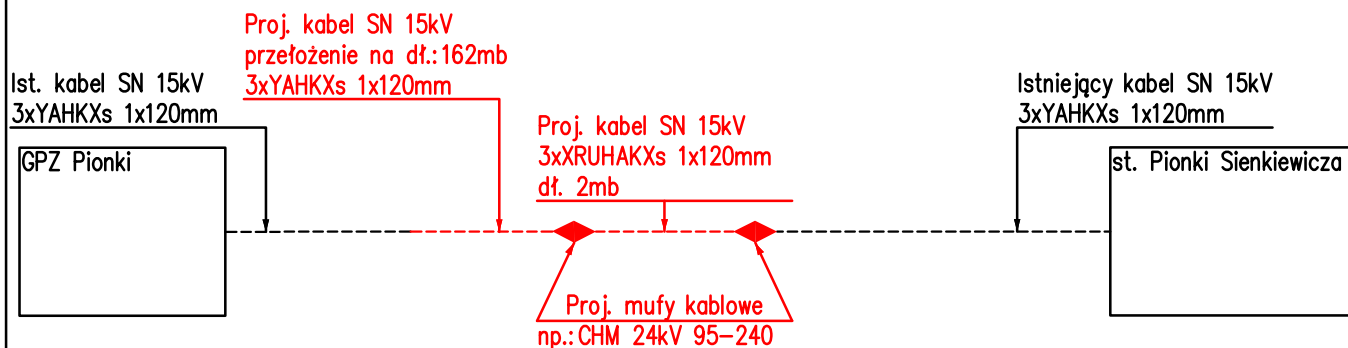 Proj. kabel SN 15kV
przełożenie na dł.:162mb
3xYAHKXs 1x120mm
Ist. kabel SN 15kV
3xYAHKXs 1x120mm
Istniejący kabel SN 15kV
3xYAHKXs 1x120mm
Proj. kabel SN 15kV
3xXRUHAKXs 1x120mm
dł. 2mb
GPZ Pionki
st. Pionki Sienkiewicza
Proj. mufy kablowe
np.:CHM 24kV 95-240